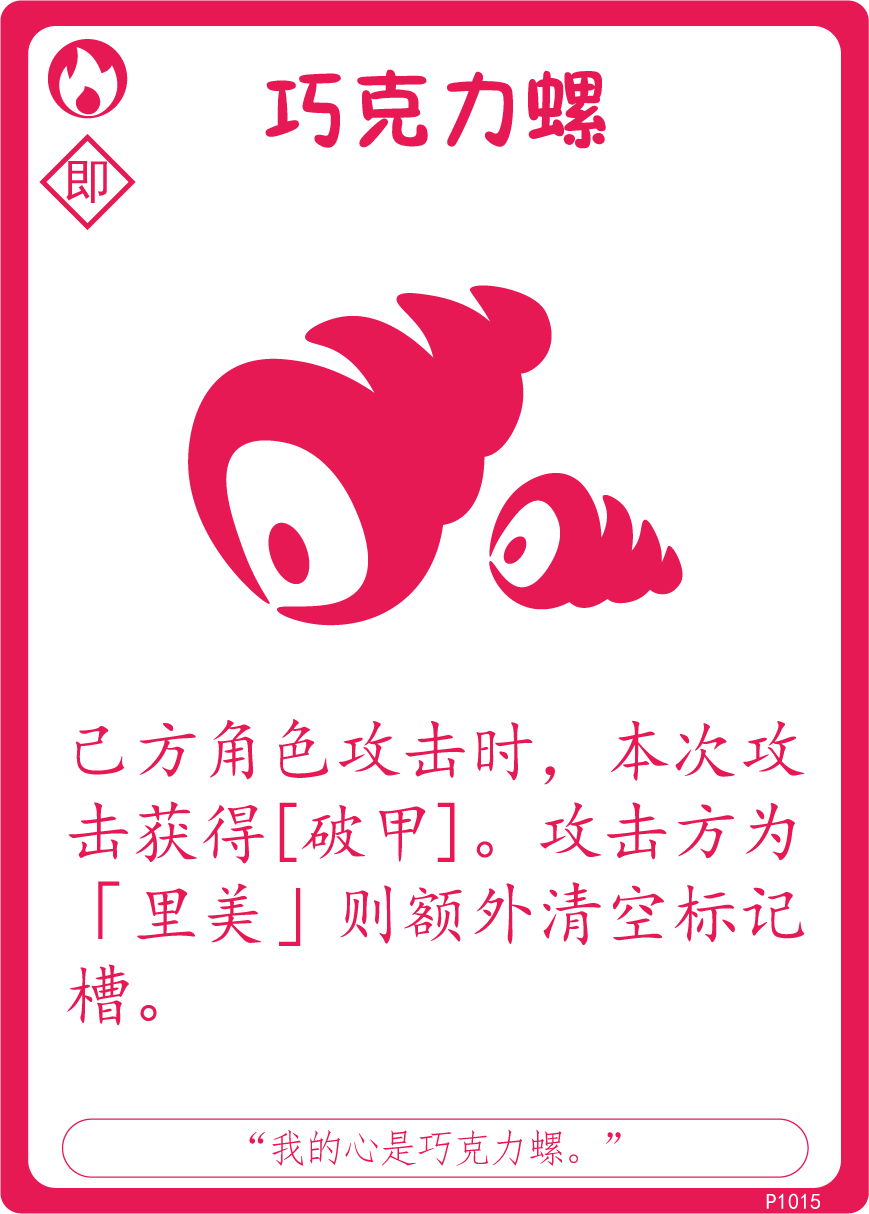 巧克力螺
即
己方角色攻击时，本次攻
击获得[破甲]。攻击方为
「里美」则额外清空标记
槽。
“我的心是巧克力螺。”
P1015